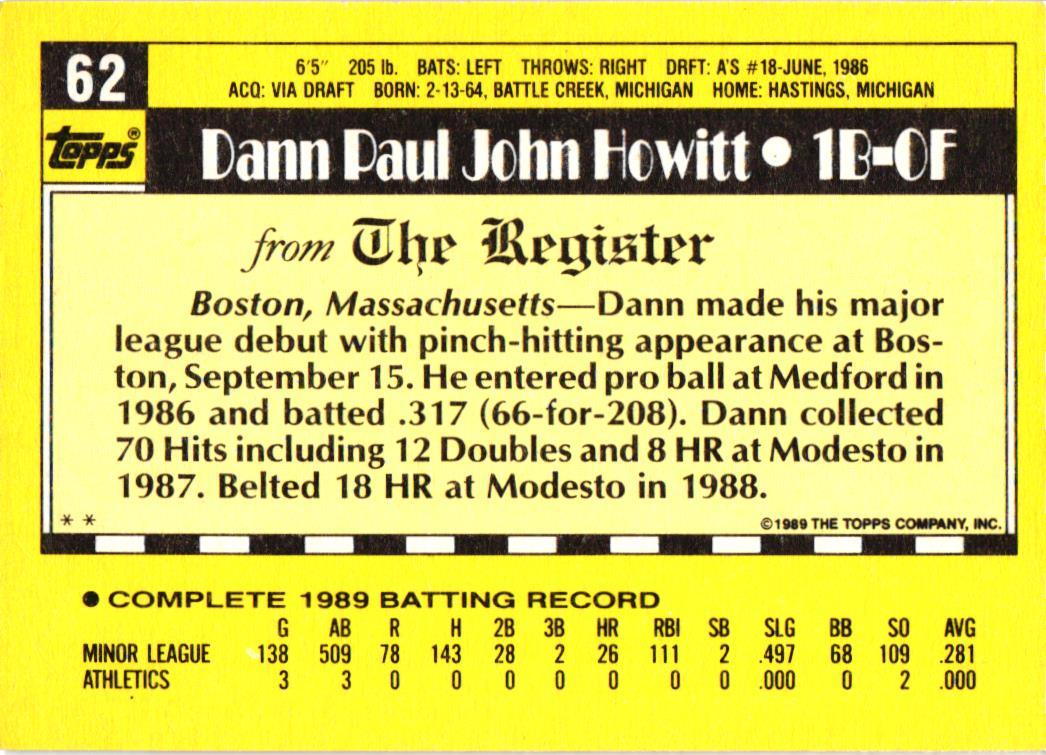 62
6'5" 205 lb. BATS: LEFT THROWS: RIGHT DRFT: A'S #18-JUNE, 1986
ACQ: VIA DRAFT BORN: 2-13-64, BATTLE CREEK, MICHIGAN HOME: HASTINGS, MICHIGAN
topps®
Dann Paul John Howitt • 1B-OF
from The Register
Boston, Massachusetts—Dann made his major
league debut with pinch-hitting appearance at Bos-
ton, September 15. He entered pro ball at Medford in
1986 and batted .317 (66-for-208). Dann collected
70 Hits including 12 Doubles and 8 HR at Modesto in
1987. Belted 18 HR at Modesto in 1988.
* * ©1989 THE TOPPS COMPANY, INC.
● COMPLETE 1989 BATTING RECORD
G AB R H 2B 3B HR RBI SB SLG BB SO AVG
MINOR LEAGUE 138 509 78 143 28 2 26 111 2 .497 68 109 .281
ATHLETICS 3 3 0 0 0 0 0 0 0 .000 0 2 .000